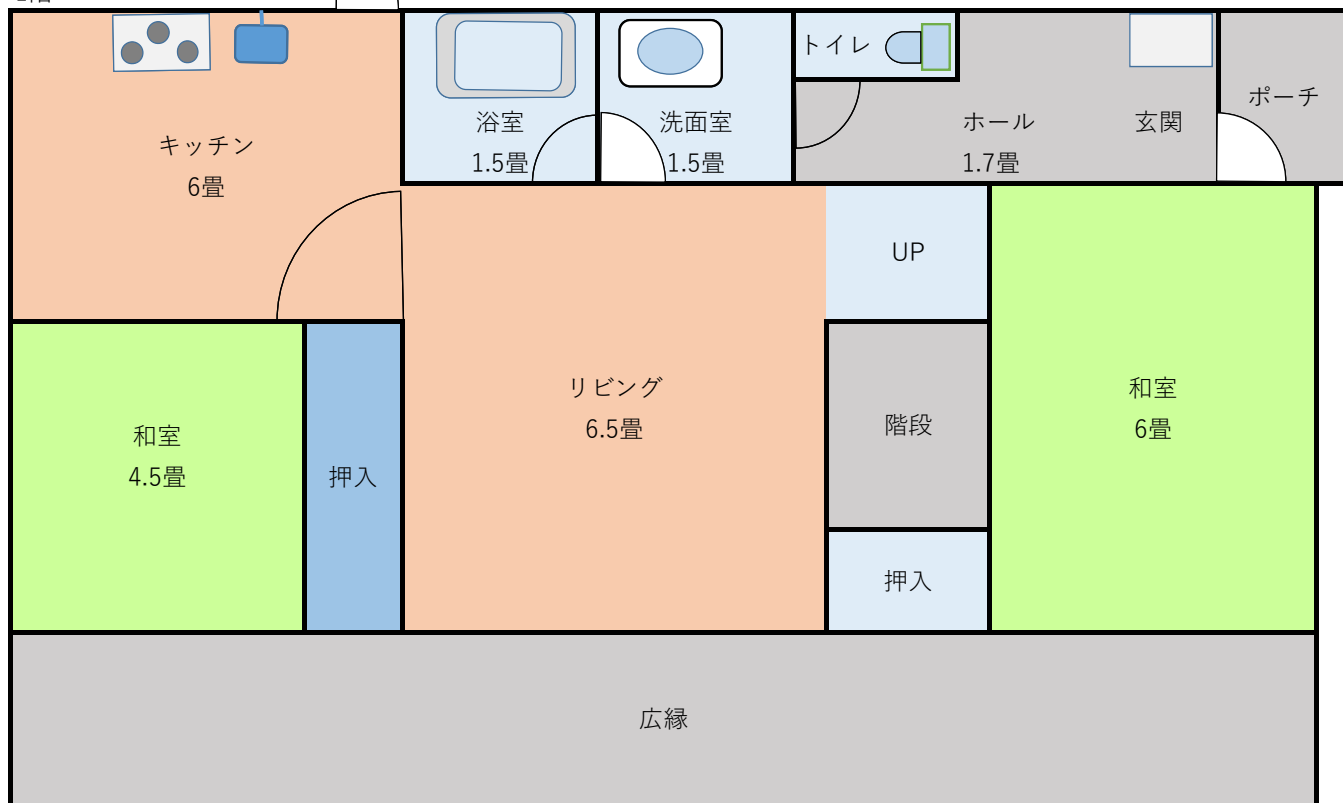 トイレ
ポーチ
浴室
1.5畳
洗面室
1.5畳
ホール
1.7畳
玄関
キッチン
6畳
UP
リビング
6.5畳
和室
6畳
階段
和室
4.5畳
押入
押入
広縁